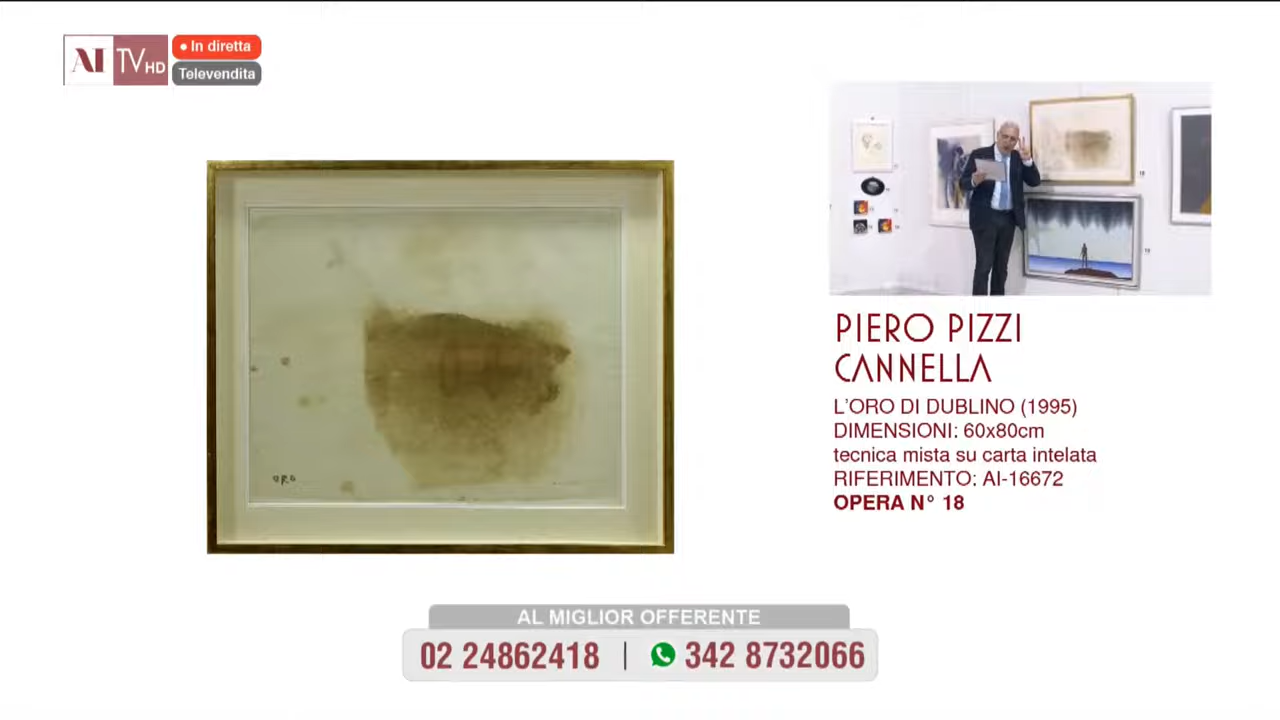 AI TV HD
• In diretta
Televendita
PIERO PIZZI
CANNELLA
L'ORO DI DUBLINO (1995)
DIMENSIONI: 60x80cm
tecnica mista su carta intelata
RIFERIMENTO: AI-16672
OPERA N° 18
ORO
AL MIGLIOR OFFERENTE
02 24862418 | 342 8732066